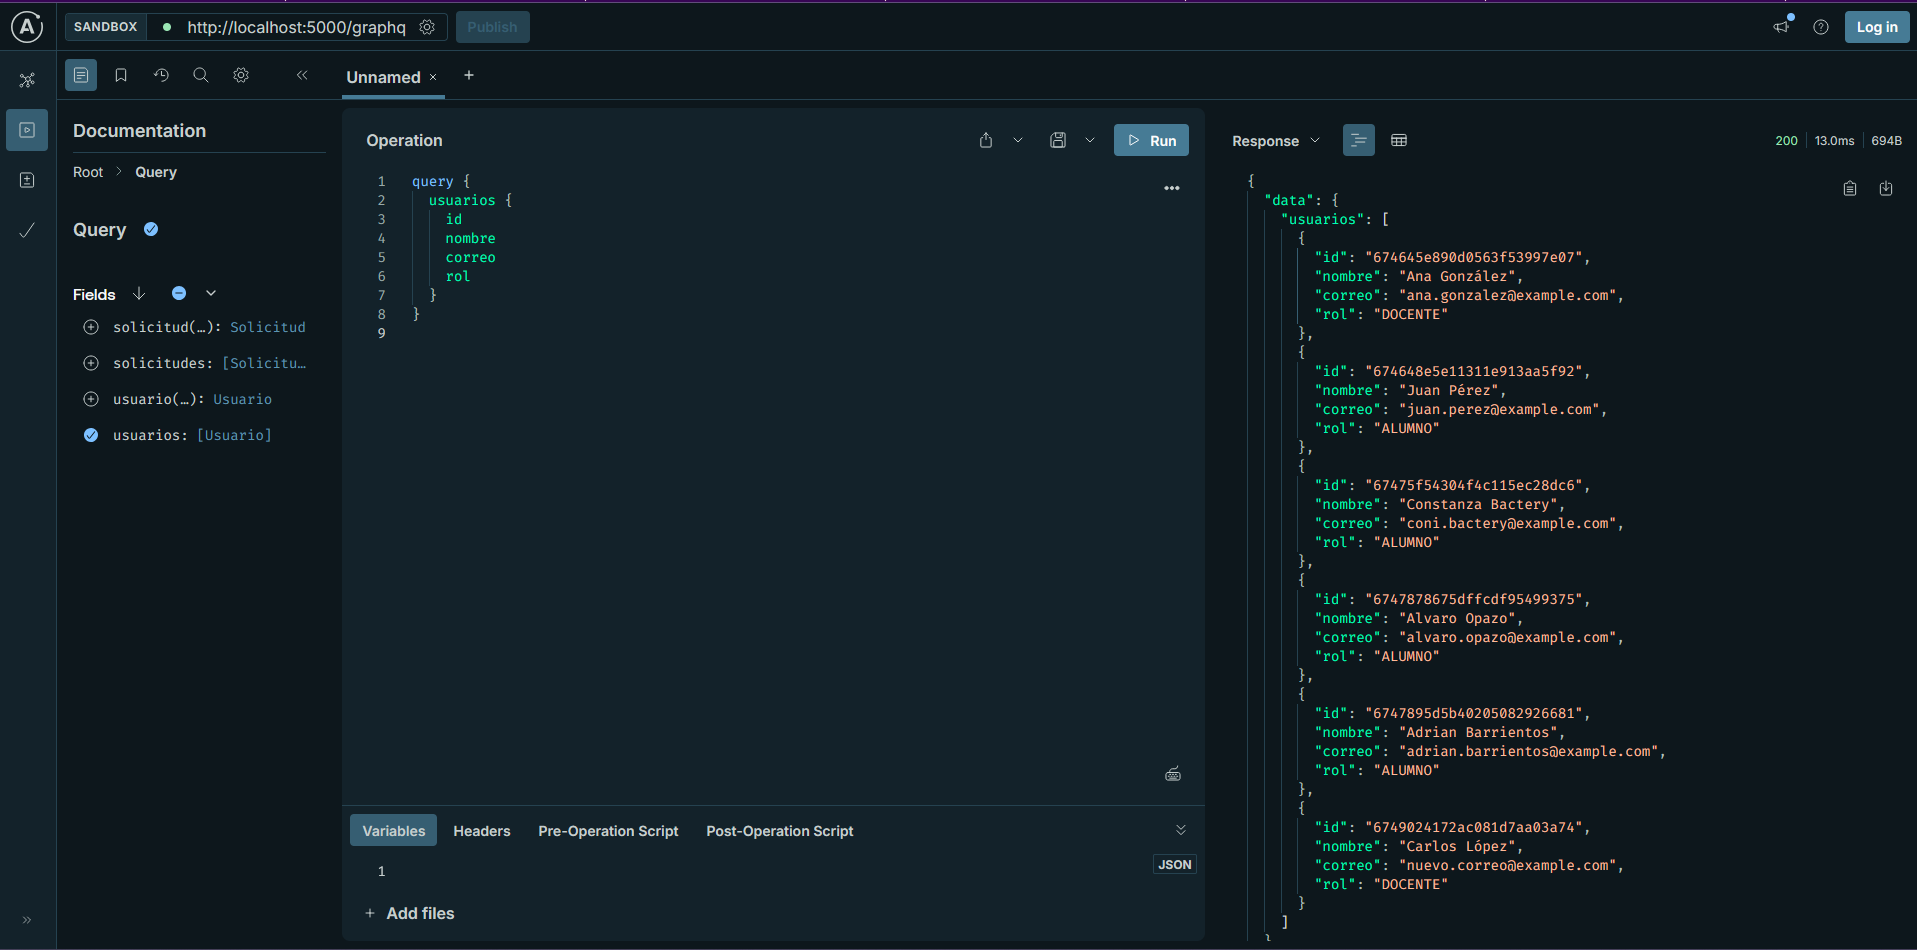 SANDBOX
http://localhost:5000/graphq
Publish
Log in
Unnamed
Documentation
Root > Query
Query
Fields
solicitud(…): Solicitud
solicitudes: [Solicitu…
usuario(…): Usuario
usuarios: [Usuario]
Operation
Run
1 query {
2 usuarios {
3 id
4 nombre
5 correo
6 rol
7 }
8 }
9
Variables Headers Pre-Operation Script Post-Operation Script
1
JSON
+ Add files
Response
200 13.0ms 694B
{
"data": {
"usuarios": [
{
"id": "674645e890d0563f53997e07",
"nombre": "Ana González",
"correo": "ana.gonzalez@example.com",
"rol": "DOCENTE"
},
{
"id": "674648e5e11311e913aa5f92",
"nombre": "Juan Pérez",
"correo": "juan.perez@example.com",
"rol": "ALUMNO"
},
{
"id": "67475f54304f4c115ec28dc6",
"nombre": "Constanza Bactery",
"correo": "coni.bactery@example.com",
"rol": "ALUMNO"
},
{
"id": "6747878675dffcdf95499375",
"nombre": "Alvaro Opazo",
"correo": "alvaro.opazo@example.com",
"rol": "ALUMNO"
},
{
"id": "6747895d5b40205082926681",
"nombre": "Adrian Barrientos",
"correo": "adrian.barrientos@example.com",
"rol": "ALUMNO"
},
{
"id": "6749024172ac081d7aa03a74",
"nombre": "Carlos López",
"correo": "nuevo.correo@example.com",
"rol": "DOCENTE"
}
]
}